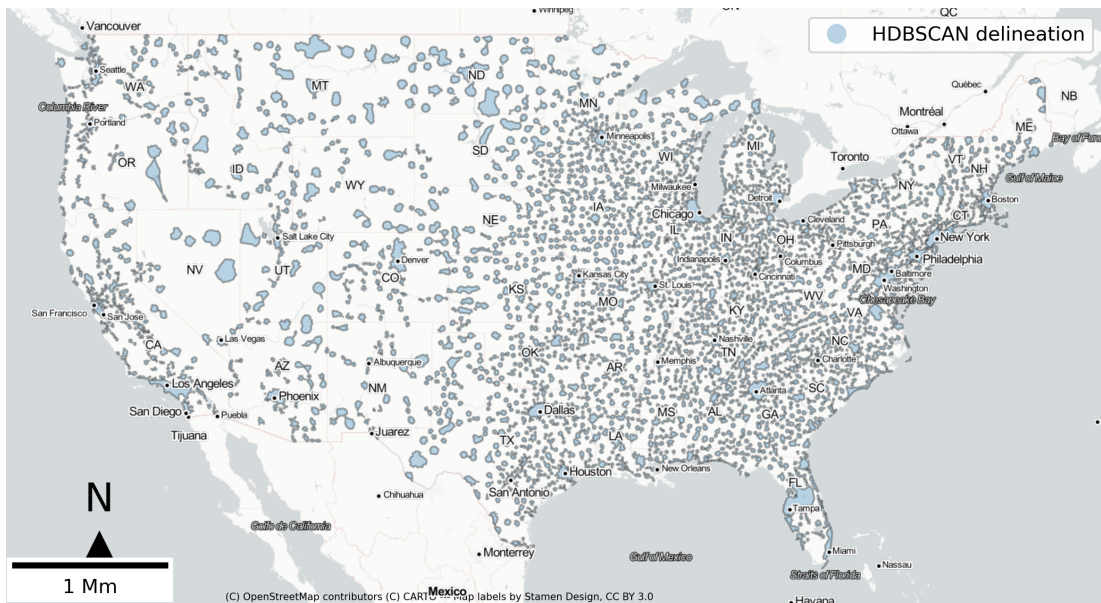 Winnipeg
QC
Vancouver
HDBSCAN delineation
Seattle
WA
MT
ND
MN
Québec
NB
Columbia River
Portland
Montréal
Ottawa
ME
Bay of Fun
Minneapolis
OR
ID
SD
WI
MI
Toronto
VT
NH
Gulf of Maine
WY
Milwaukee
Detroit
NY
Boston
NE
IA
Chicago
IL
IN
OH
Cleveland
PA
CT
Salt Lake City
Pittsburgh
New York
NV
UT
Denver
CO
KS
Kansas City
MO
St. Louis
Indianapolis
Columbus
Cincinnati
MD
Philadelphia
Baltimore
Washington
Chesapeake Bay
WV
VA
KY
San Francisco
San Jose
CA
Las Vegas
AZ
Albuquerque
NM
OK
AR
Memphis
Nashville
TN
NC
Charlotte
SC
Los Angeles
Phoenix
San Diego
Puebla
Tijuana
Juarez
Dallas
TX
LA
MS
AL
GA
Atlanta
Houston
New Orleans
San Antonio
FL
Tampa
Chihuahua
Golfo de California
Monterrey
Gulf of Mexico
Miami
Straits of Florida
Nassau
Havana
N
1 Mm
Mexico
(C) OpenStreetMap contributors (C) CARTO --- Map labels by Stamen Design, CC BY 3.0